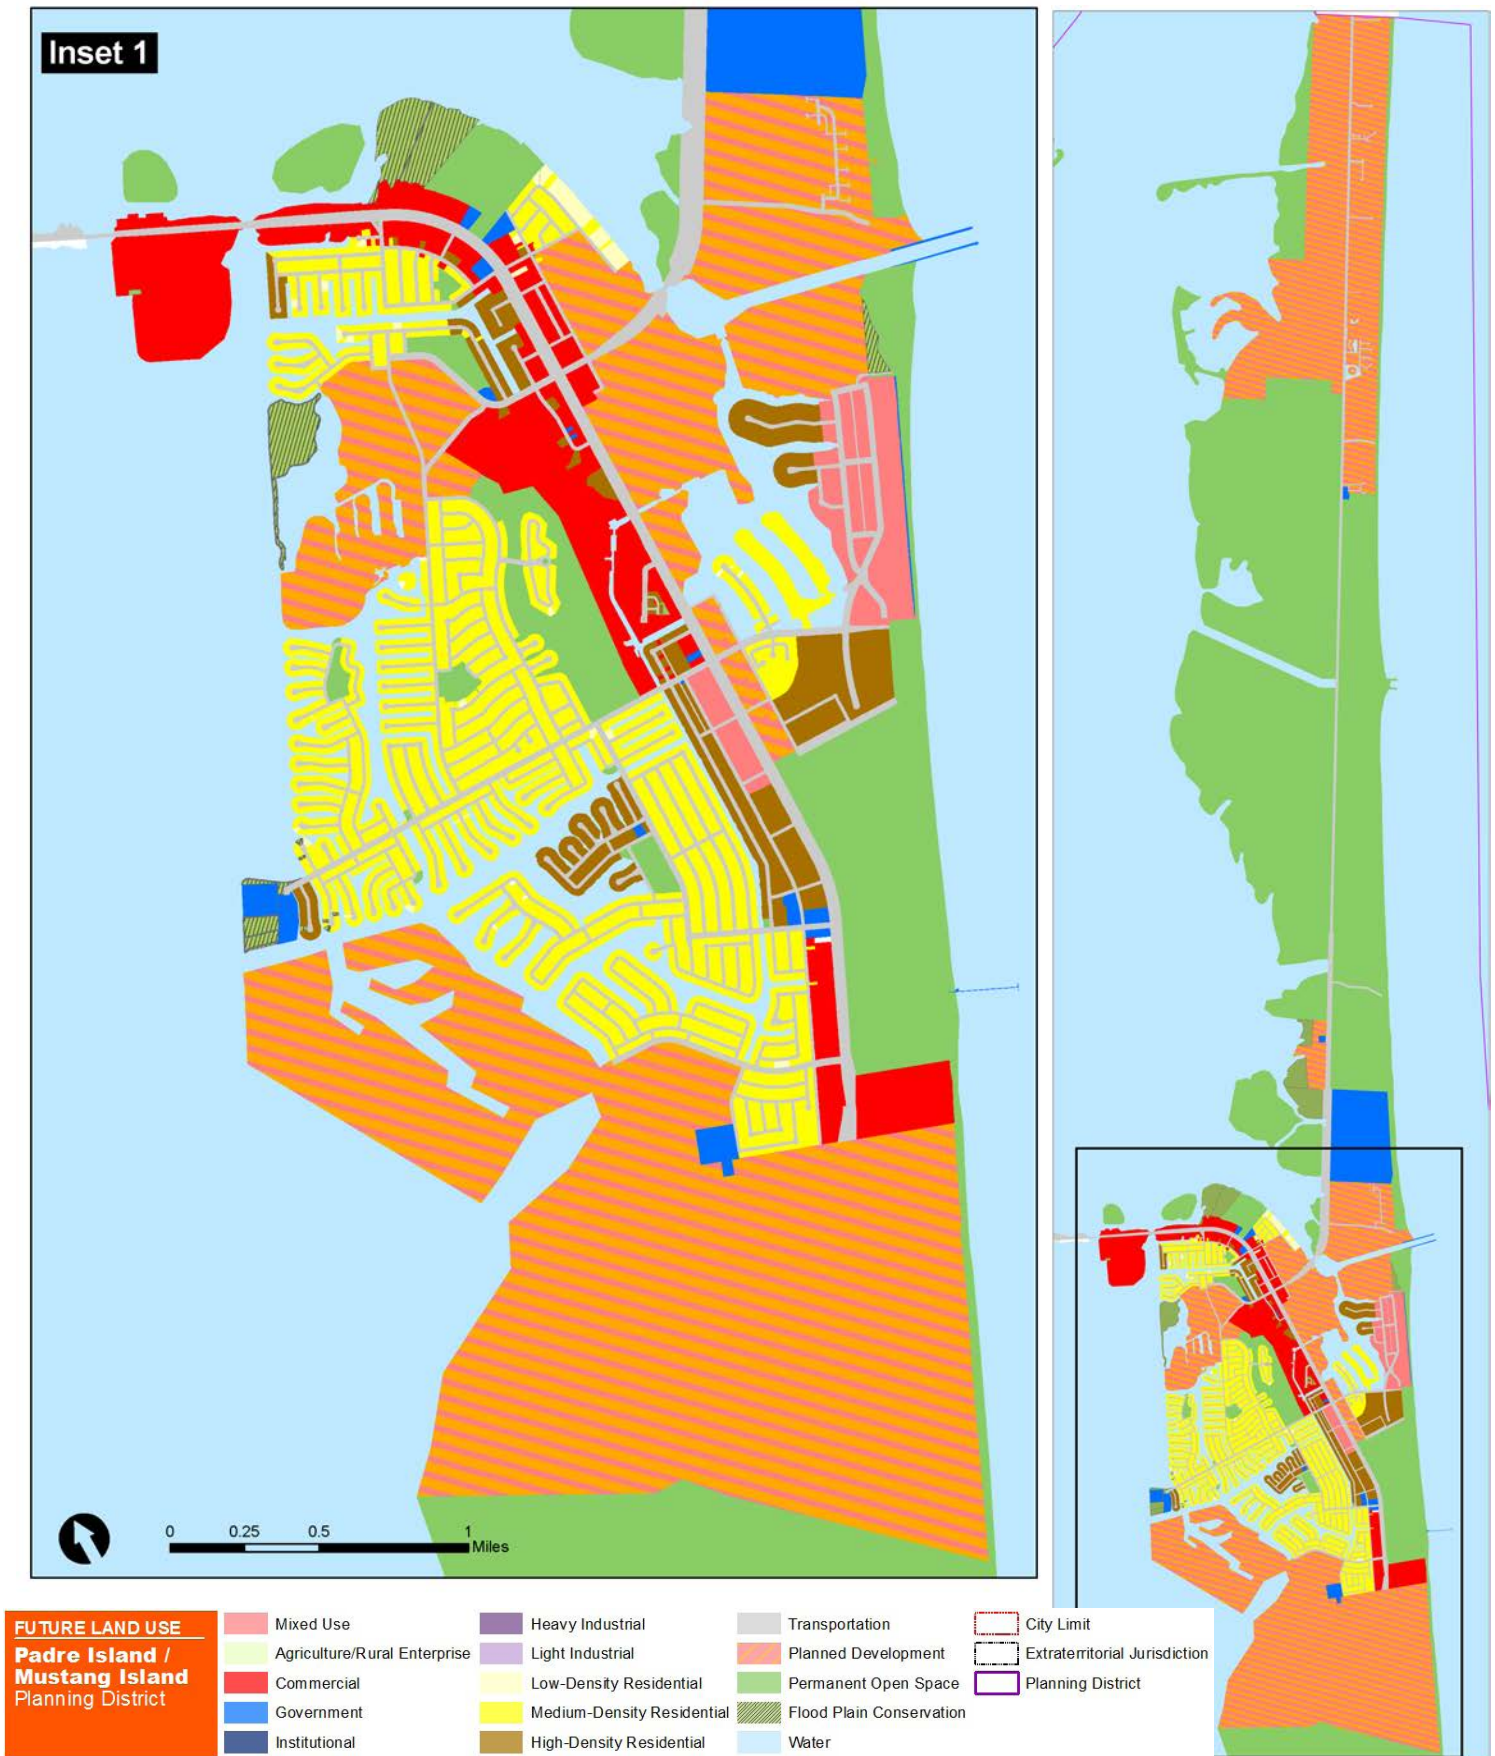 Inset 1
0 0.25 0.5 1
Miles
FUTURE LAND USE
Padre Island /
Mustang Island
Planning District
Mixed Use
Agriculture/Rural Enterprise
Commercial
Government
Institutional
Heavy Industrial
Light Industrial
Low-Density Residential
Medium-Density Residential
High-Density Residential
Transportation
Planned Development
Permanent Open Space
Flood Plain Conservation
Water
City Limit
Extraterritorial Jurisdiction
Planning District